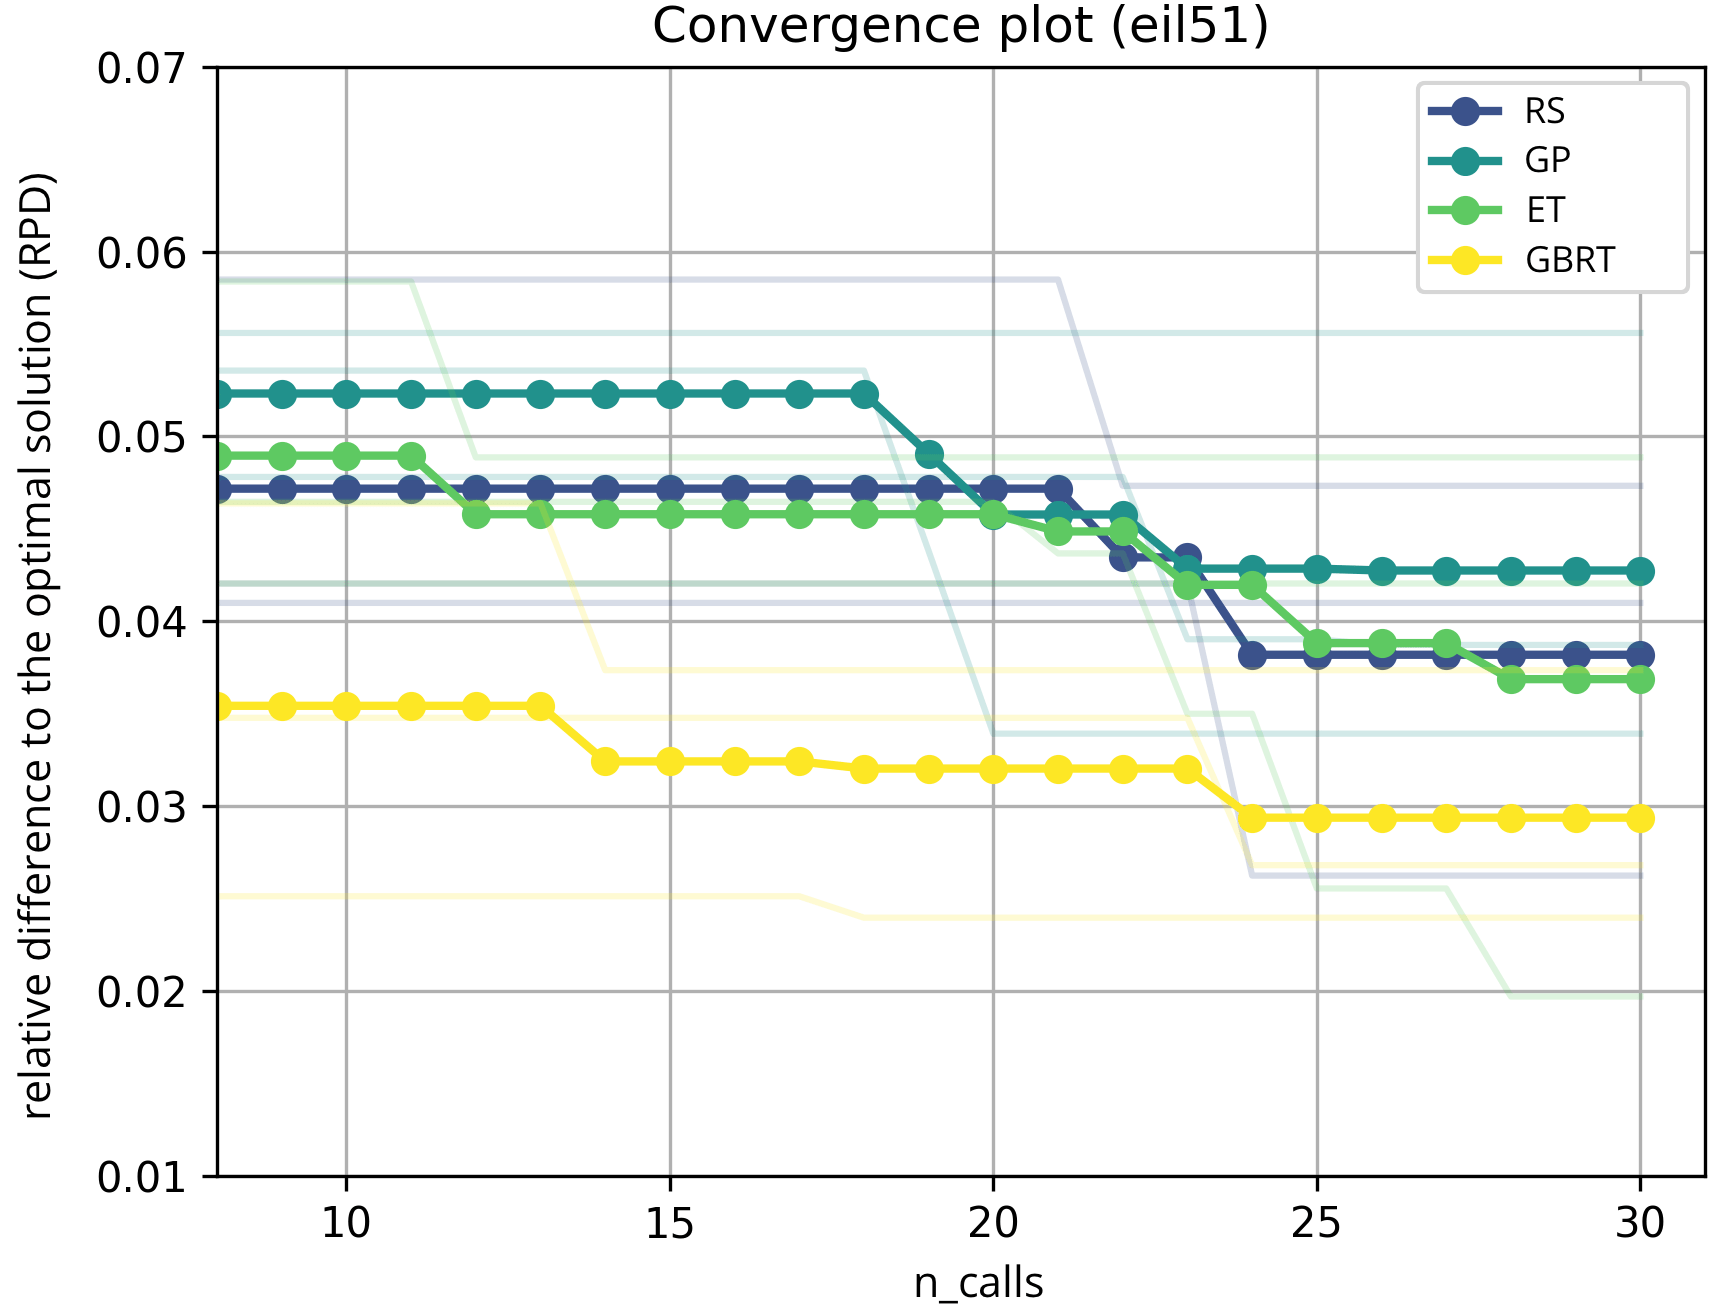 Convergence plot (eil51)
relative difference to the optimal solution (RPD)
0.07
0.06
0.05
0.04
0.03
0.02
0.01
RS
GP
ET
GBRT
10 15 20 25 30
n_calls